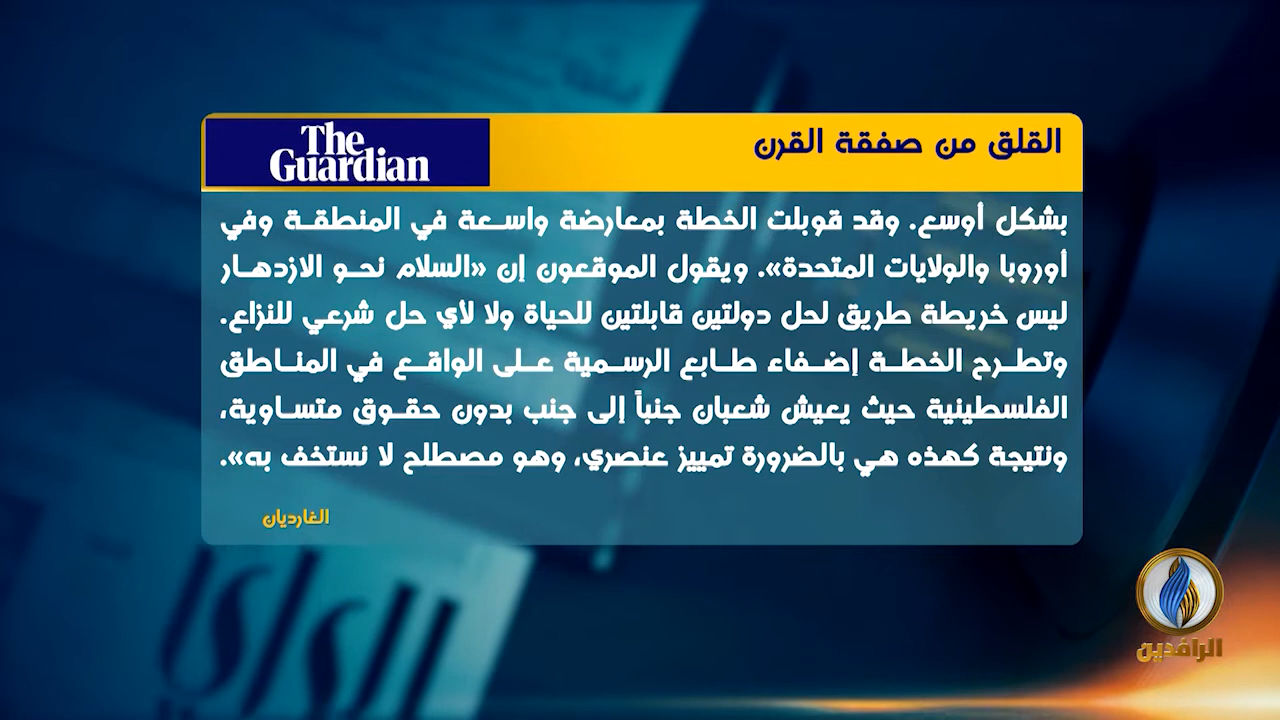 القلق من صفقة القرن
The
Guardian
بشكل أوسع. وقد قوبلت الخطة بمعارضة واسعة في المنطقة وفي
أوروبا والولايات المتحدة». ويقول الموقعون إن «السلام نحو الازدهار
ليس خريطة طريق لحل دولتين قابلتين للحياة ولا لأي حل شرعي للنزاع.
وتطرح الخطة إضفاء طابع الرسمية على الواقع في المناطق
الفلسطينية حيث يعيش شعبان جنباً إلى جنب بدون حقوق متساوية،
ونتيجة كهذه هي بالضرورة تمييز عنصري، وهو مصطلح لا نستخف به».
الغارديان
الرافدين